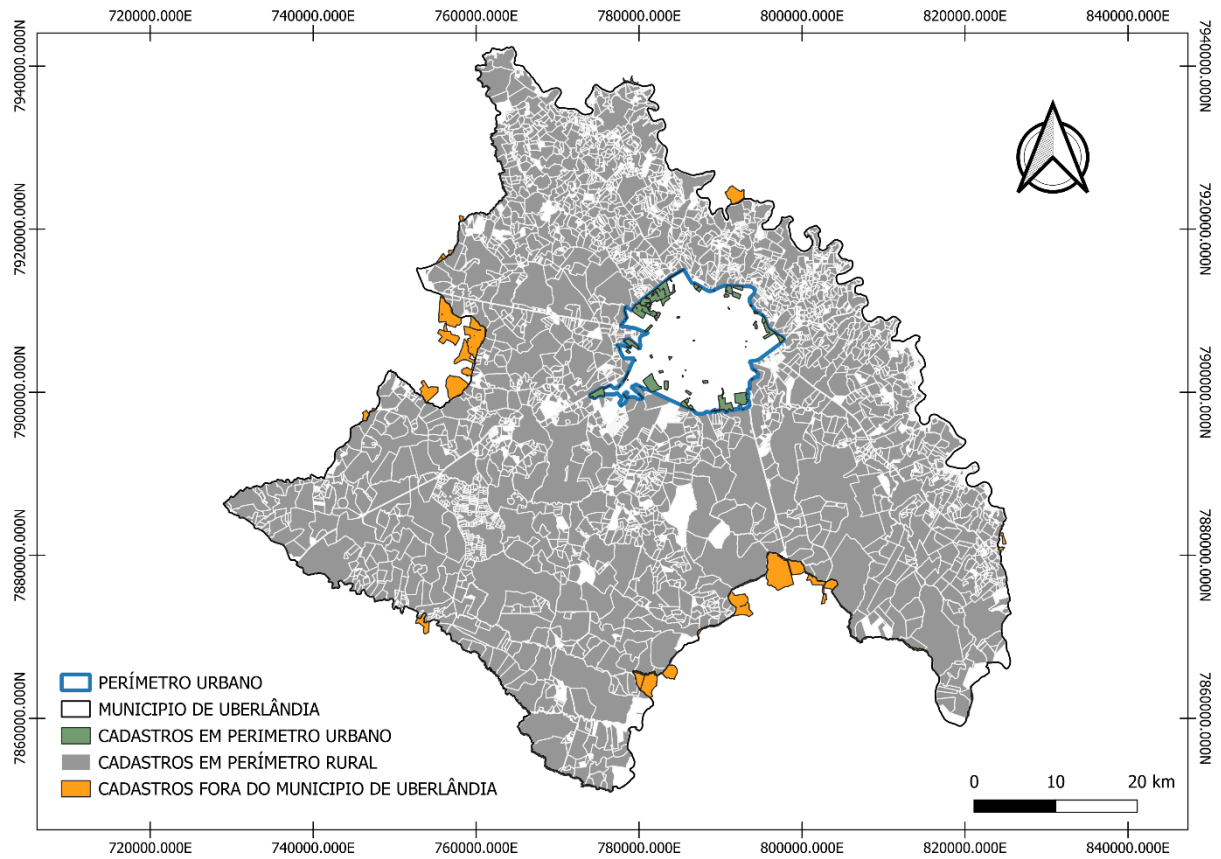 720000.000E 740000.000E 760000.000E 780000.000E 800000.000E 820000.000E 840000.000E
7940000.000N 7940000.000N
7920000.000N 7920000.000N
7900000.000N 7900000.000N
7880000.000N 7880000.000N
7860000.000N 7860000.000N
PERÍMETRO URBANO
MUNICIPIO DE UBERLÂNDIA
CADASTROS EM PERIMETRO URBANO
CADASTROS EM PERÍMETRO RURAL
CADASTROS FORA DO MUNICIPIO DE UBERLÂNDIA
0 10 20 km
720000.000E 740000.000E 760000.000E 780000.000E 800000.000E 820000.000E 840000.000E